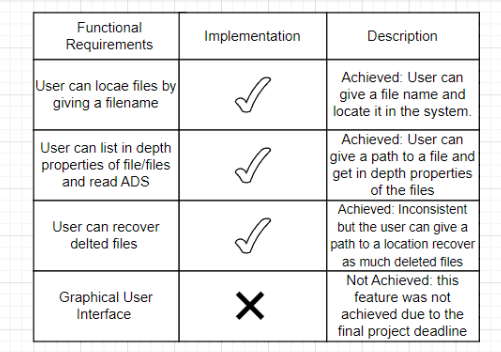 Functional
Requirements
Implementation
Description
User can locae files by
giving a filename
Achieved: User can
give a file name and
locate it in the system.
User can list in depth
properties of file/files
and read ADS
Achieved: User can
give a path to a file and
get in depth properties
of the files
User can recover
delted files
Achieved: Inconsistent
but the user can give a
path to a location recover
as much deleted files
Graphical User
Interface
Not Achieved: this
feature was not
achieved due to the
final project deadline